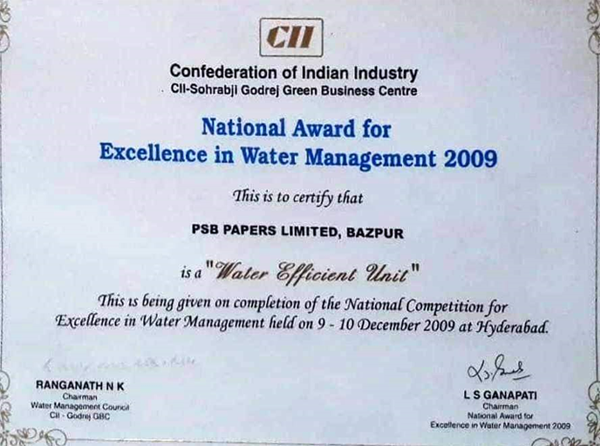 CII
Confederation of Indian Industry
CII-Sohrabji Godrej Green Business Centre
National Award for
Excellence in Water Management 2009
This is to certify that
PSB PAPERS LIMITED, BAZPUR
is a "Water Efficient Unit"
This is being given on completion of the National Competition for
Excellence in Water Management held on 9 - 10 December 2009 at Hyderabad.
RANGANATH N K
Chairman
Water Management Council
CII - Godrej GBC
L S GANAPATI
Chairman
National Award for
Excellence in Water Management 2009